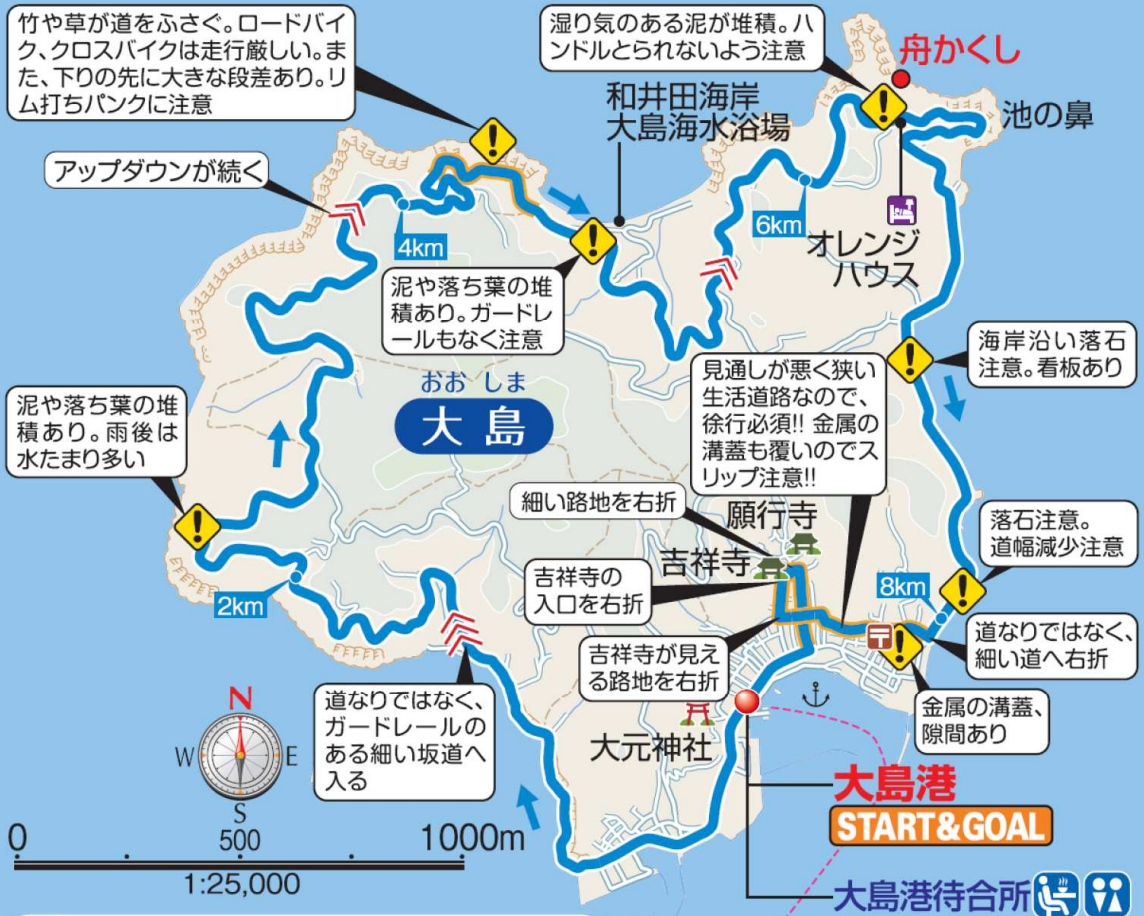 竹や草が道をふさぐ。ロードバイ
ク、クロスバイクは走行厳しい。ま
た、下りの先に大きな段差あり。リ
ム打ちパンクに注意
湿り気のある泥が堆積。ハ
ンドルとられないよう注意
舟かくし
和井田海岸
大島海水浴場
池の鼻
アップダウンが続く
4km
6km
オレンジ
ハウス
泥や落ち葉の堆
積あり。ガードレ
ールもなく注意
海岸沿い落石
注意。看板あり
見通しが悪く狭い
生活道路なので、
徐行必須!! 金属の
溝蓋も覆いのでス
リップ注意!!
おお しま
大島
泥や落ち葉の堆
積あり。雨後は
水たまり多い
細い路地を右折
願行寺
吉祥寺
落石注意。
道幅減少注意
吉祥寺の
入口を右折
2km
8km
道なりではなく、
細い道へ右折
吉祥寺が見え
る路地を右折
道なりではなく、
ガードレールの
ある細い坂道へ
入る
金属の溝蓋、
隙間あり
大元神社
N
W
E
S
大島港
START&GOAL
0
500
1000m
1:25,000
大島港待合所